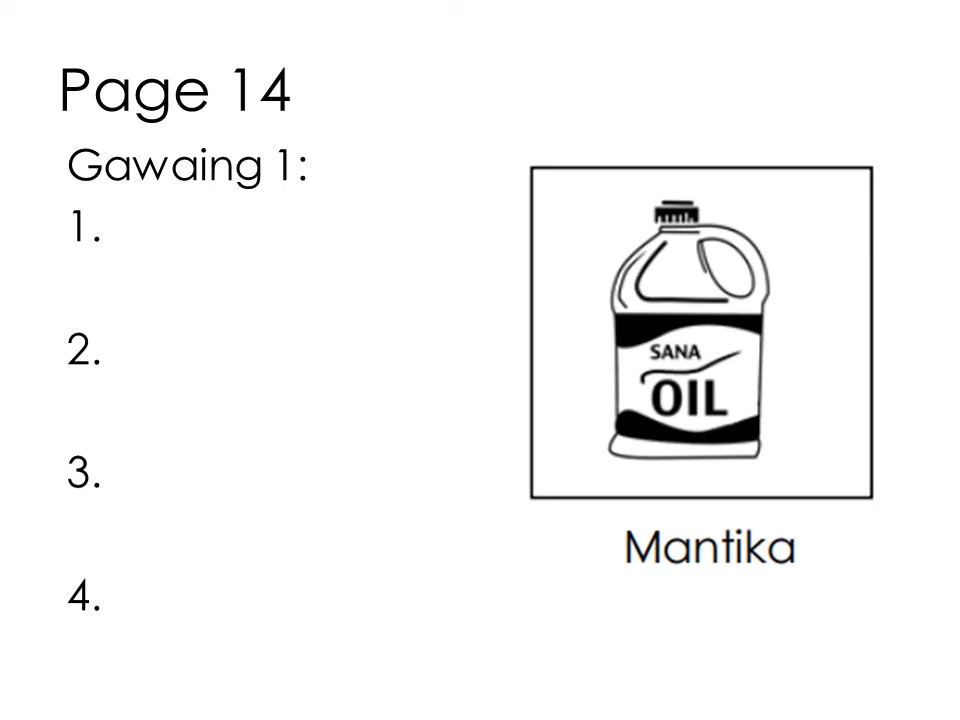 Page 14
Gawaing 1:
1.
2.
3.
4.
SANA
OIL
Mantika